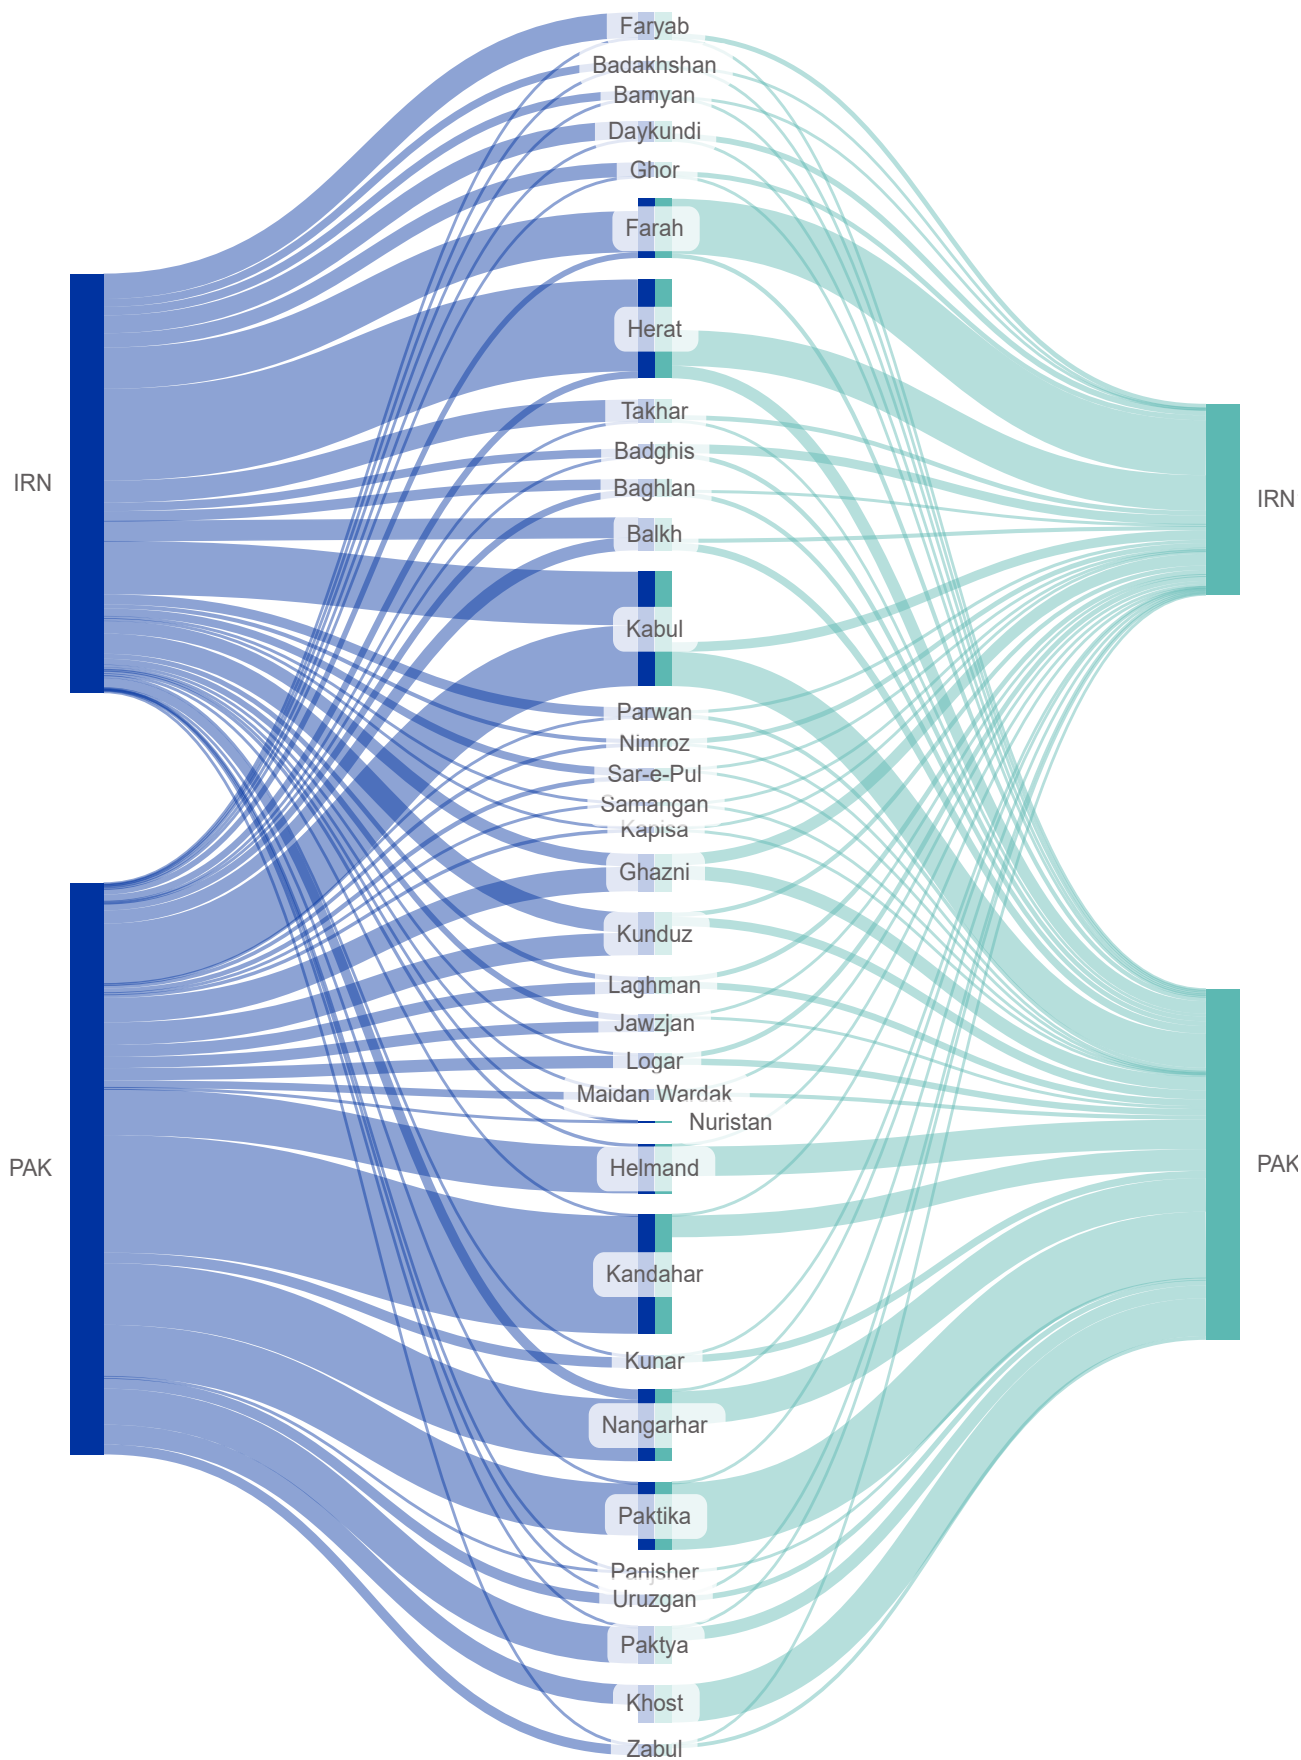 Faryab
Badakhshan
Bamyan
Daykundi
Ghor
Farah
Herat
Takhar
Badghis
IRN
Baghlan
IRN
Balkh
Kabul
Parwan
Nimroz
Sar-e-Pul
Samangan
Kapisa
Ghazni
Kunduz
Laghman
Jawzjan
Logar
Maidan Wardak
Nuristan
PAK
Helmand
PAK
Kandahar
Kunar
Nangarhar
Paktika
Panjsher
Uruzgan
Paktya
Khost
Zabul